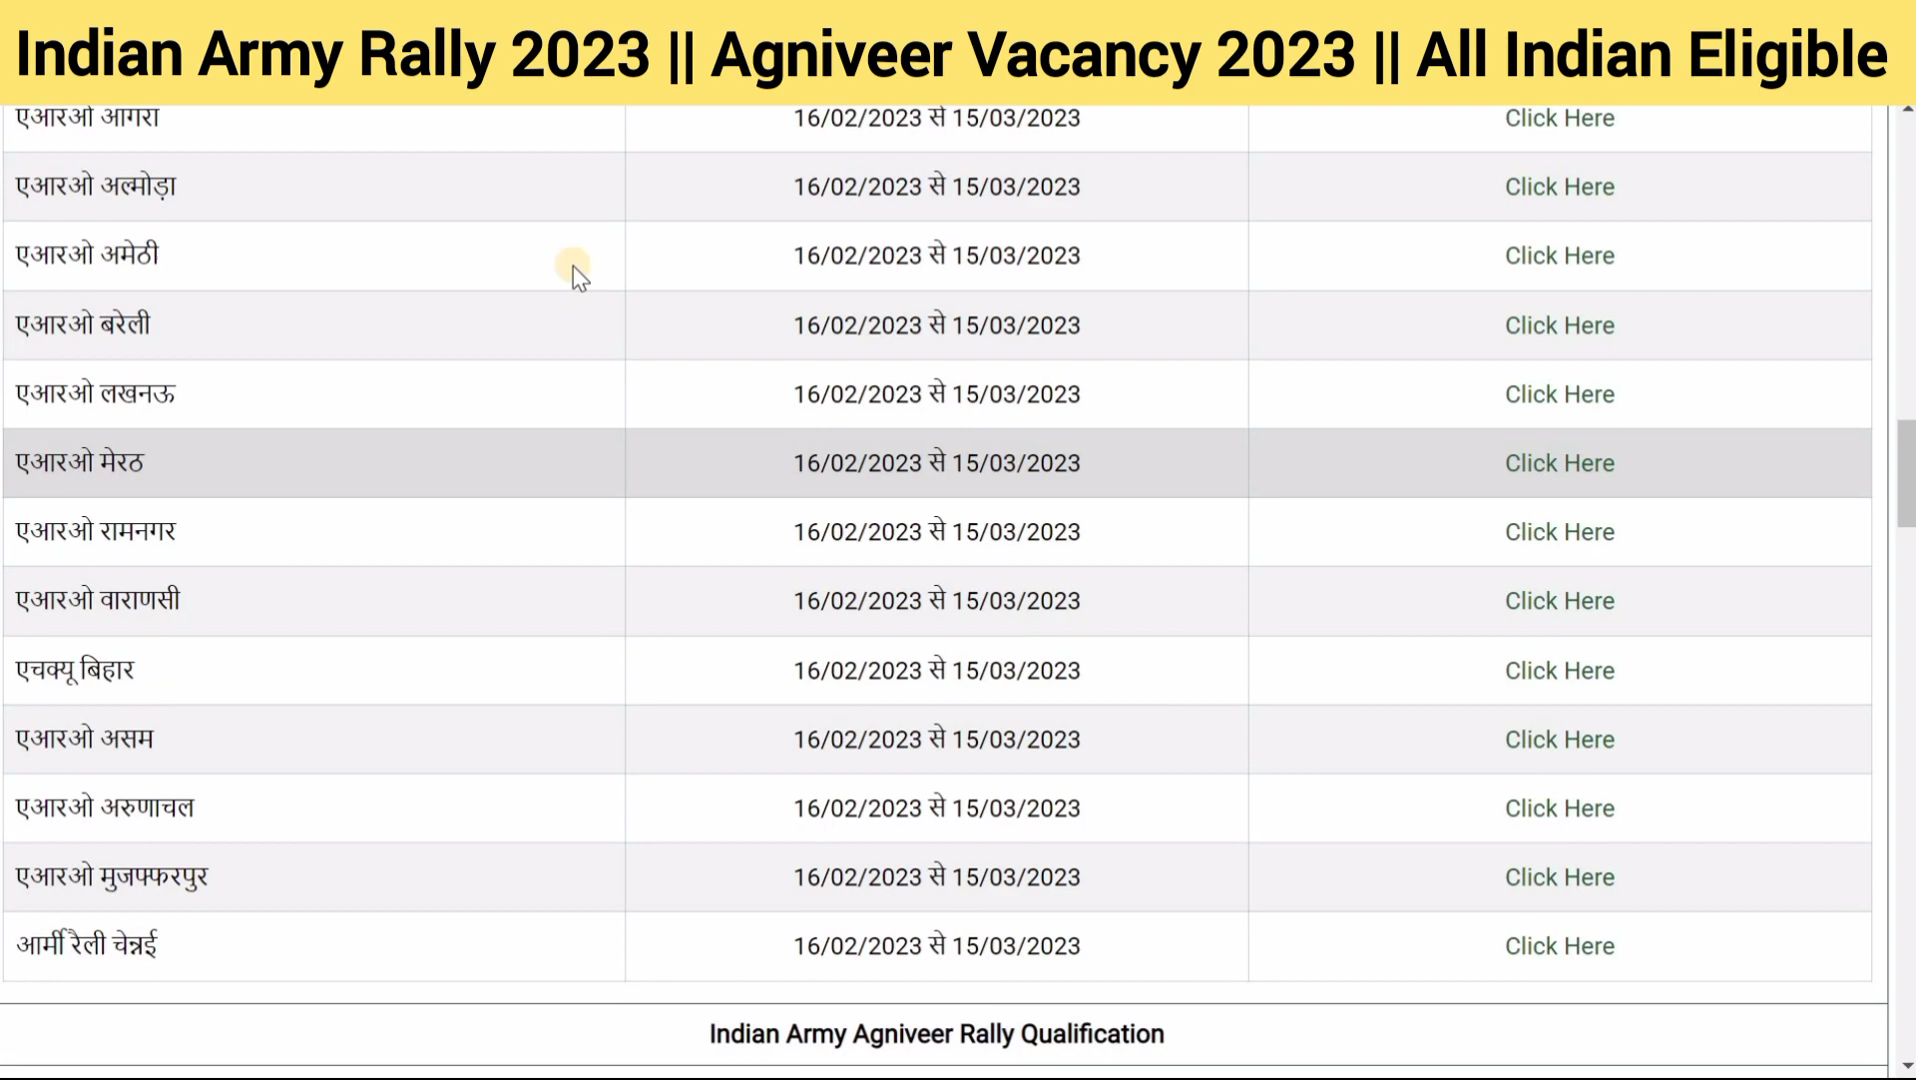 Indian Army Rally 2023 || Agniveer Vacancy 2023 || All Indian Eligible
एआरओ आगरा 16/02/2023 से 15/03/2023 Click Here
एआरओ अल्मोड़ा 16/02/2023 से 15/03/2023 Click Here
एआरओ अमेठी 16/02/2023 से 15/03/2023 Click Here
एआरओ बरेली 16/02/2023 से 15/03/2023 Click Here
एआरओ लखनऊ 16/02/2023 से 15/03/2023 Click Here
एआरओ मेरठ 16/02/2023 से 15/03/2023 Click Here
एआरओ रामनगर 16/02/2023 से 15/03/2023 Click Here
एआरओ वाराणसी 16/02/2023 से 15/03/2023 Click Here
एचक्यू बिहार 16/02/2023 से 15/03/2023 Click Here
एआरओ असम 16/02/2023 से 15/03/2023 Click Here
एआरओ अरुणाचल 16/02/2023 से 15/03/2023 Click Here
एआरओ मुजफ्फरपुर 16/02/2023 से 15/03/2023 Click Here
आर्मी रैली चेन्नई 16/02/2023 से 15/03/2023 Click Here
Indian Army Agniveer Rally Qualification